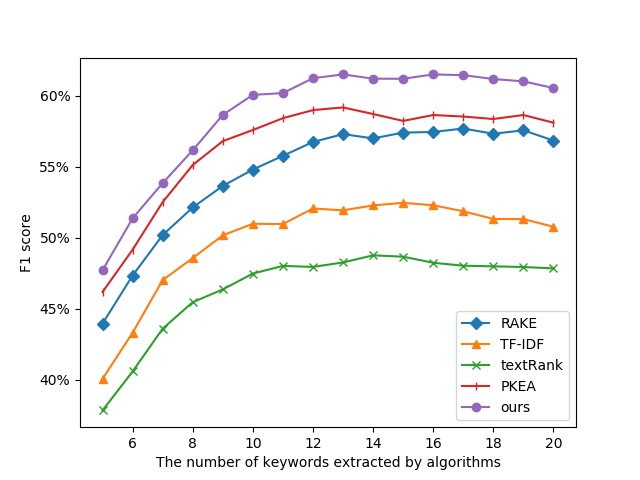 60%
55%
50%
45%
40%
F1 score
6 8 10 12 14 16 18 20
The number of keywords extracted by algorithms
RAKE
TF-IDF
textRank
PKEA
ours